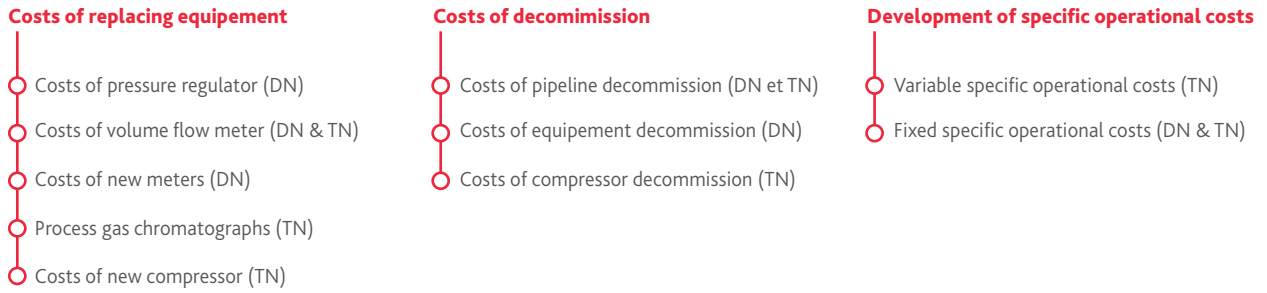 Costs of replacing equipement
Costs of pressure regulator (DN)
Costs of volume flow meter (DN & TN)
Costs of new meters (DN)
Process gas chromatographs (TN)
Costs of new compressor (TN)
Costs of decomimission
Costs of pipeline decommission (DN et TN)
Costs of equipement decommission (DN)
Costs of compressor decommission (TN)
Development of specific operational costs
Variable specific operational costs (TN)
Fixed specific operational costs (DN & TN)